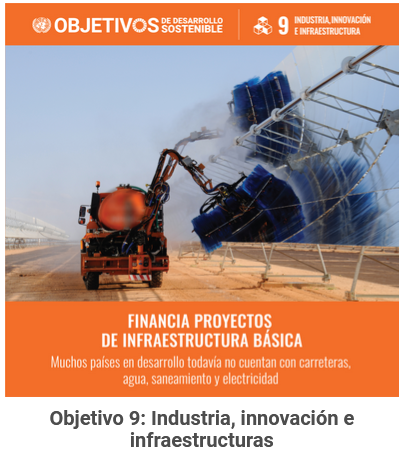 OBJETIVOS DE DESARROLLO SOSTENIBLE
9 INDUSTRIA, INNOVACIÓN E INFRAESTRUCTURA
FINANCIA PROYECTOS
DE INFRAESTRUCTURA BÁSICA
Muchos países en desarrollo todavía no cuentan con carreteras,
agua, saneamiento y electricidad
Objetivo 9: Industria, innovación e
infraestructuras